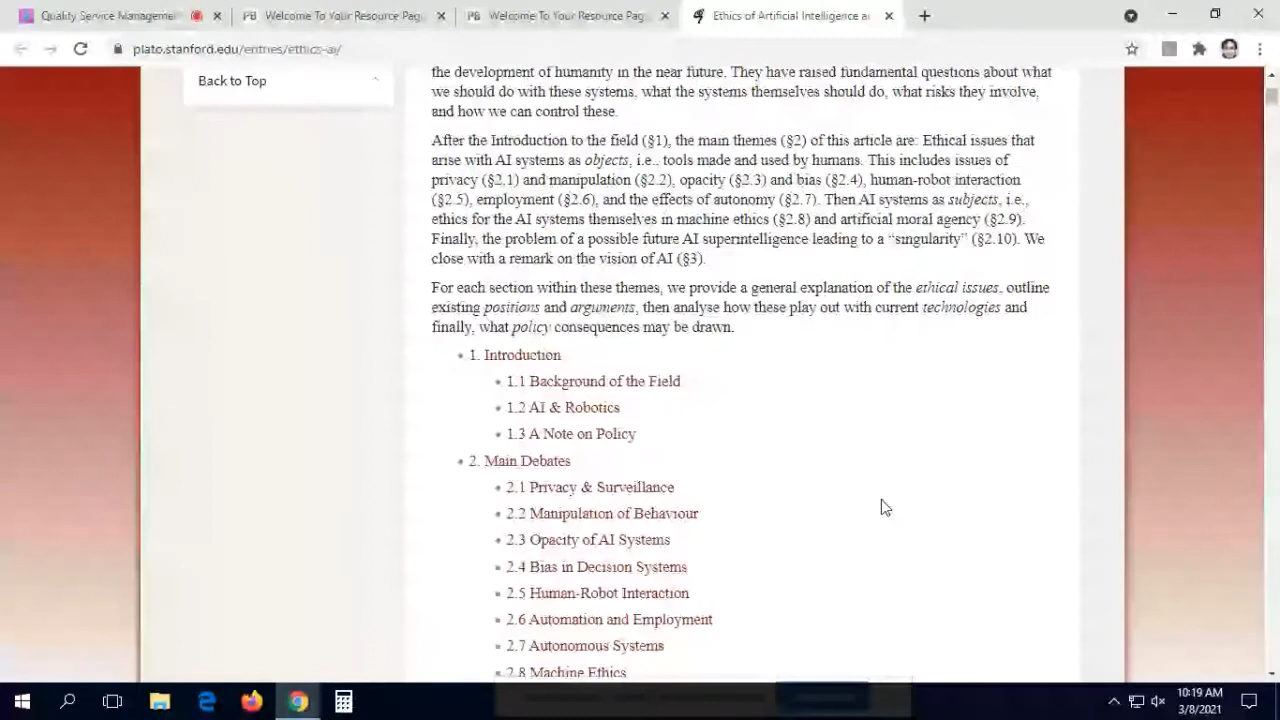 Quality Service Managemen
Welcome To Your Resource Pag
Welcome To Your Resource Pag
Ethics of Artificial Intelligence a
plato.stanford.edu/entries/ethics-ai/
Back to Top
the development of humanity in the near future. They have raised fundamental questions about what
we should do with these systems, what the systems themselves should do, what risks they involve,
and how we can control these.
After the Introduction to the field (§1), the main themes (§2) of this article are: Ethical issues that
arise with AI systems as objects, i.e., tools made and used by humans. This includes issues of
privacy (§2.1) and manipulation (§2.2), opacity (§2.3) and bias (§2.4), human-robot interaction
(§2.5), employment (§2.6), and the effects of autonomy (§2.7). Then AI systems as subjects, i.e.,
ethics for the AI systems themselves in machine ethics (§2.8) and artificial moral agency (§2.9).
Finally, the problem of a possible future AI superintelligence leading to a “singularity” (§2.10). We
close with a remark on the vision of AI (§3).
For each section within these themes, we provide a general explanation of the ethical issues, outline
existing positions and arguments, then analyse how these play out with current technologies and
finally, what policy consequences may be drawn.
• 1. Introduction
• 1.1 Background of the Field
• 1.2 AI & Robotics
• 1.3 A Note on Policy
• 2. Main Debates
• 2.1 Privacy & Surveillance
• 2.2 Manipulation of Behaviour
• 2.3 Opacity of AI Systems
• 2.4 Bias in Decision Systems
• 2.5 Human-Robot Interaction
• 2.6 Automation and Employment
• 2.7 Autonomous Systems
• 2.8 Machine Ethics
10:19 AM
3/8/2021